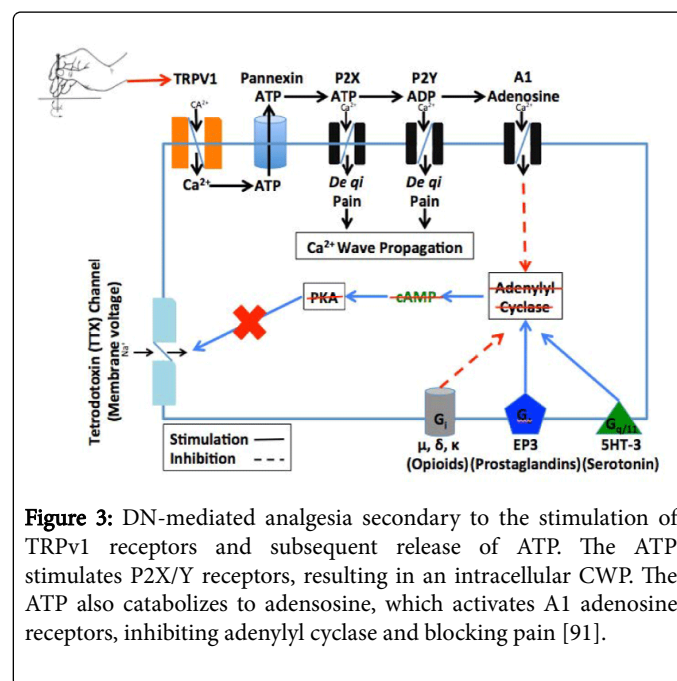 TRPV1
Pannexin
P2X
P2Y
A1
ATP
ATP
ADP
Adenosine
CA²⁺
Ca²⁺
Ca²⁺
Ca²⁺
Ca²⁺
ATP
De qi
De qi
Pain
Pain
Ca²⁺ Wave Propagation
Tetrodotoxin (TTX) Channel
(Membrane voltage)
Na⁺
PKA
cAMP
Adenylyl
Cyclase
Stimulation
Inhibition
Gᵢ
G
Gq/11
μ, δ, κ
EP3
5HT-3
(Opioids)
(Prostaglandins)
(Serotonin)
Figure 3: DN-mediated analgesia secondary to the stimulation of
TRPv1 receptors and subsequent release of ATP. The ATP
stimulates P2X/Y receptors, resulting in an intracellular CWP. The
ATP also catabolizes to adensosine, which activates A1 adenosine
receptors, inhibiting adenylyl cyclase and blocking pain [91].